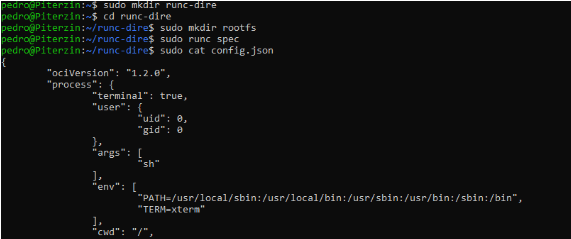 pedro@Piterzin:~$ sudo mkdir runc-dire
pedro@Piterzin:~$ cd runc-dire
pedro@Piterzin:~/runc-dire$ sudo mkdir rootfs
pedro@Piterzin:~/runc-dire$ sudo runc spec
pedro@Piterzin:~/runc-dire$ sudo cat config.json
{
        "ociVersion": "1.2.0",
        "process": {
                "terminal": true,
                "user": {
                        "uid": 0,
                        "gid": 0
                },
                "args": [
                        "sh"
                ],
                "env": [
                        "PATH=/usr/local/sbin:/usr/local/bin:/usr/sbin:/usr/bin:/sbin:/bin",
                        "TERM=xterm"
                ],
                "cwd": "/",